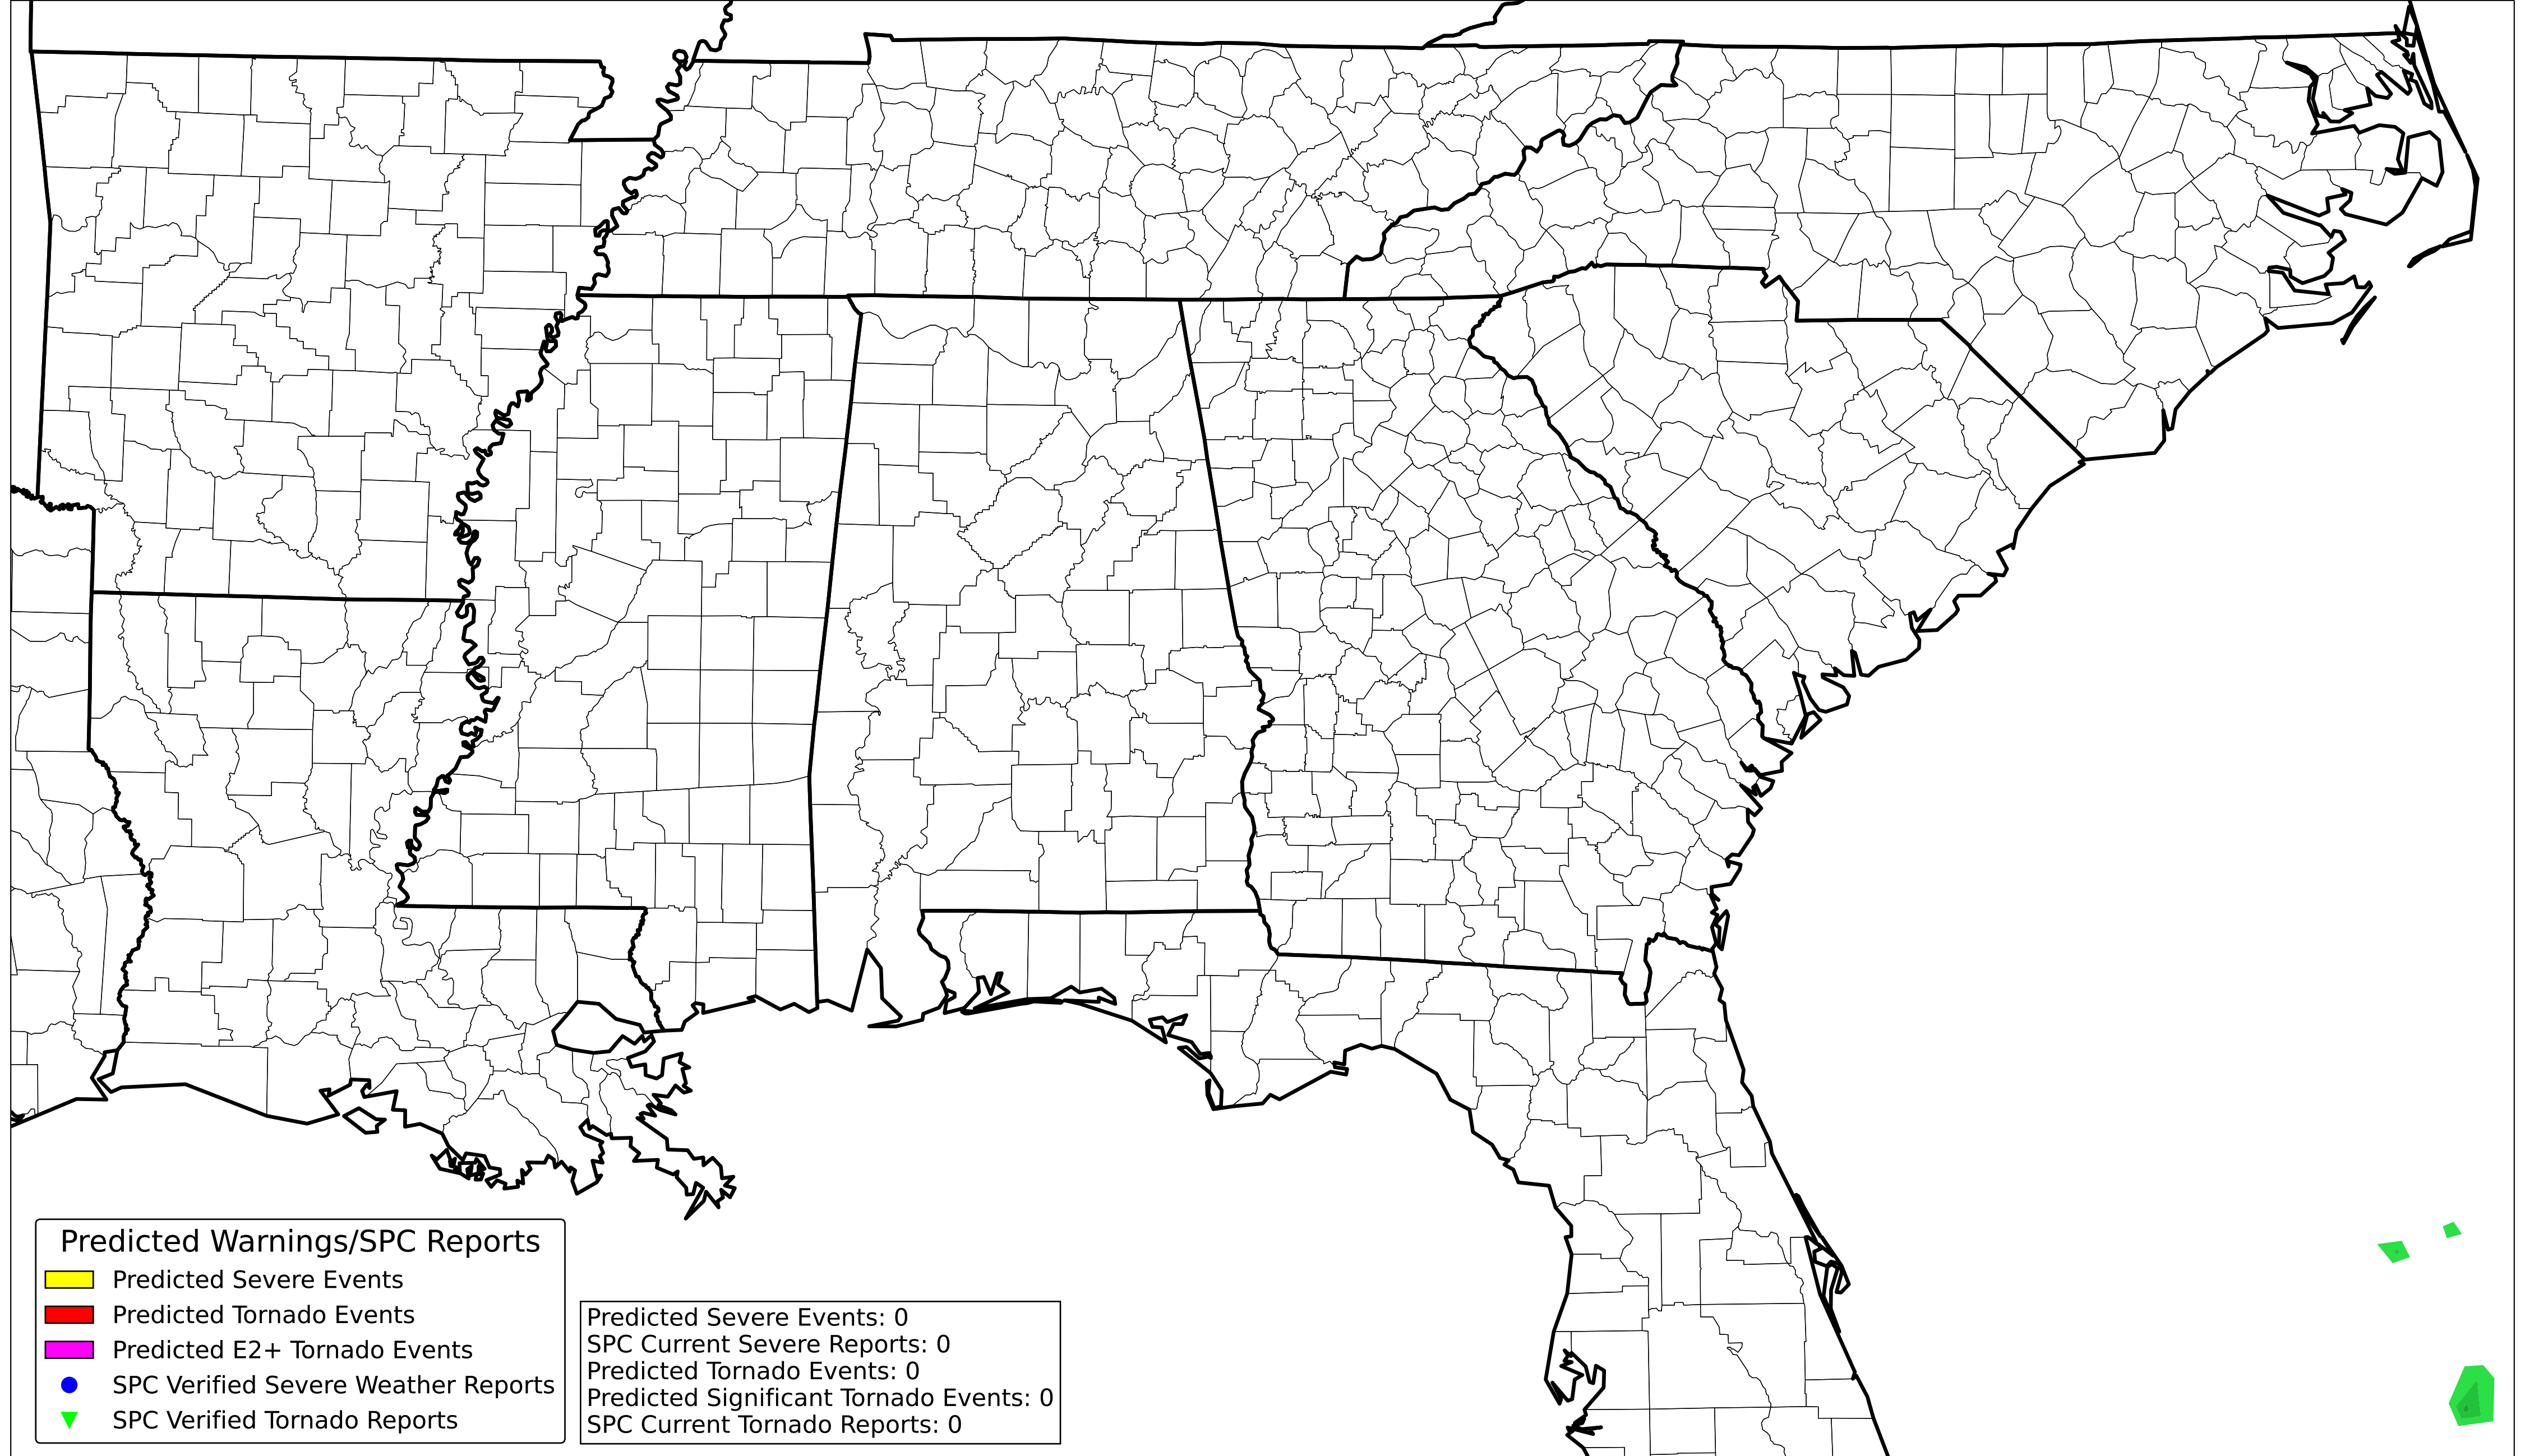 Predicted Warnings/SPC Reports
Predicted Severe Events
Predicted Tornado Events
Predicted E2+ Tornado Events
SPC Verified Severe Weather Reports
SPC Verified Tornado Reports
Predicted Severe Events: 0
SPC Current Severe Reports: 0
Predicted Tornado Events: 0
Predicted Significant Tornado Events: 0
SPC Current Tornado Reports: 0